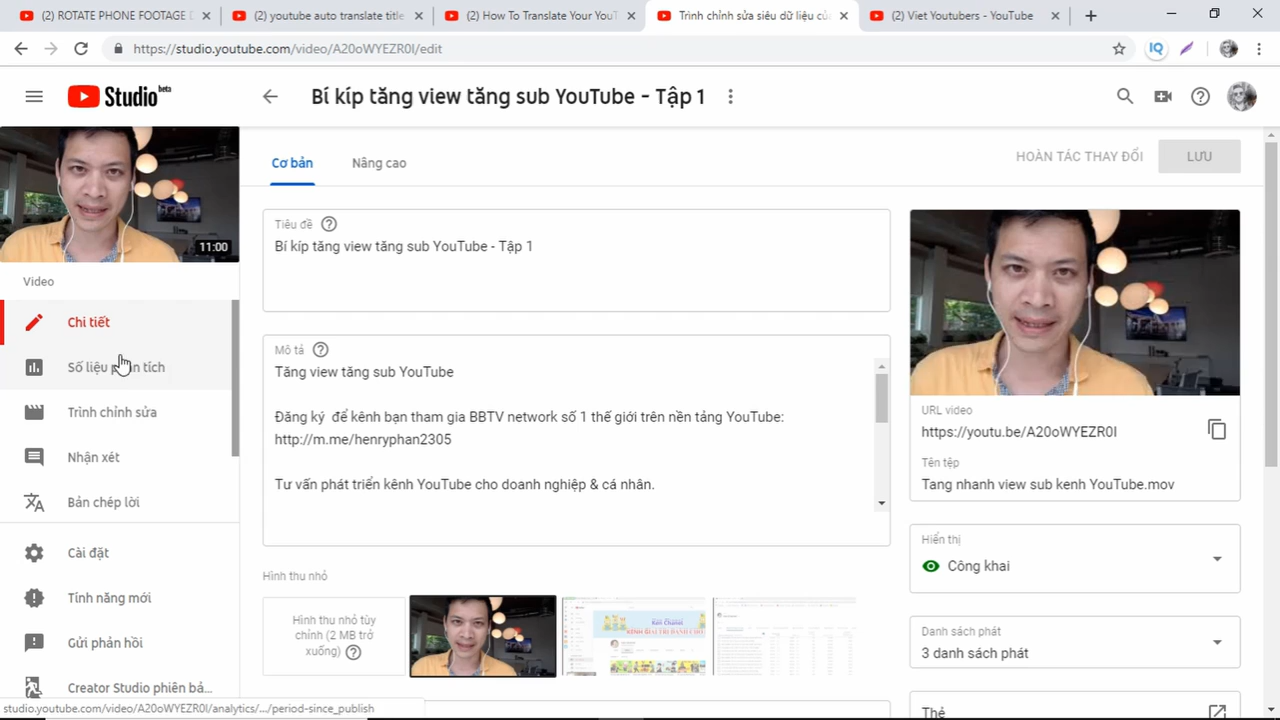 (2) ROTATE PHONE FOOTAGE D
(2) youtube auto translate title
(2) How To Translate Your YouT
Trình chỉnh sửa siêu dữ liệu củ
(2) Viet Youtubers - YouTube
https://studio.youtube.com/video/A20oWYEZR0I/edit
IQ
Studio beta
Bí kíp tăng view tăng sub YouTube - Tập 1
11:00
Video
Chi tiết
Số liệu phân tích
Trình chỉnh sửa
Nhận xét
Bản chép lời
Cài đặt
Tính năng mới
Gửi phản hồi
Creator Studio phiên bả...
studio.youtube.com/video/A20oWYEZR0I/analytics/.../period-since_publish
Cơ bản
Nâng cao
HOÀN TÁC THAY ĐỔI
LƯU
Tiêu đề
Bí kíp tăng view tăng sub YouTube - Tập 1
Mô tả
Tăng view tăng sub YouTube
Đăng ký để kênh bạn tham gia BBTV network số 1 thế giới trên nền tảng YouTube:
http://m.me/henryphan2305
Tư vấn phát triển kênh YouTube cho doanh nghiệp & cá nhân.
Hình thu nhỏ
Hình thu nhỏ tùy
chỉnh (2 MB trở
xuống)
URL video
https://youtu.be/A20oWYEZR0I
Tên tệp
Tang nhanh view sub kenh YouTube.mov
Hiển thị
Công khai
Danh sách phát
3 danh sách phát
Thẻ